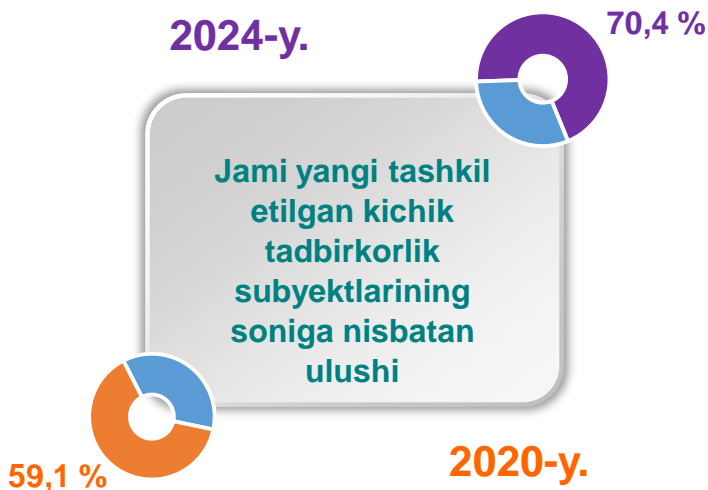 2024-y.
70,4 %
Jami yangi tashkil
etilgan kichik
tadbirkorlik
subyektlarining
soniga nisbatan
ulushi
59,1 %
2020-y.